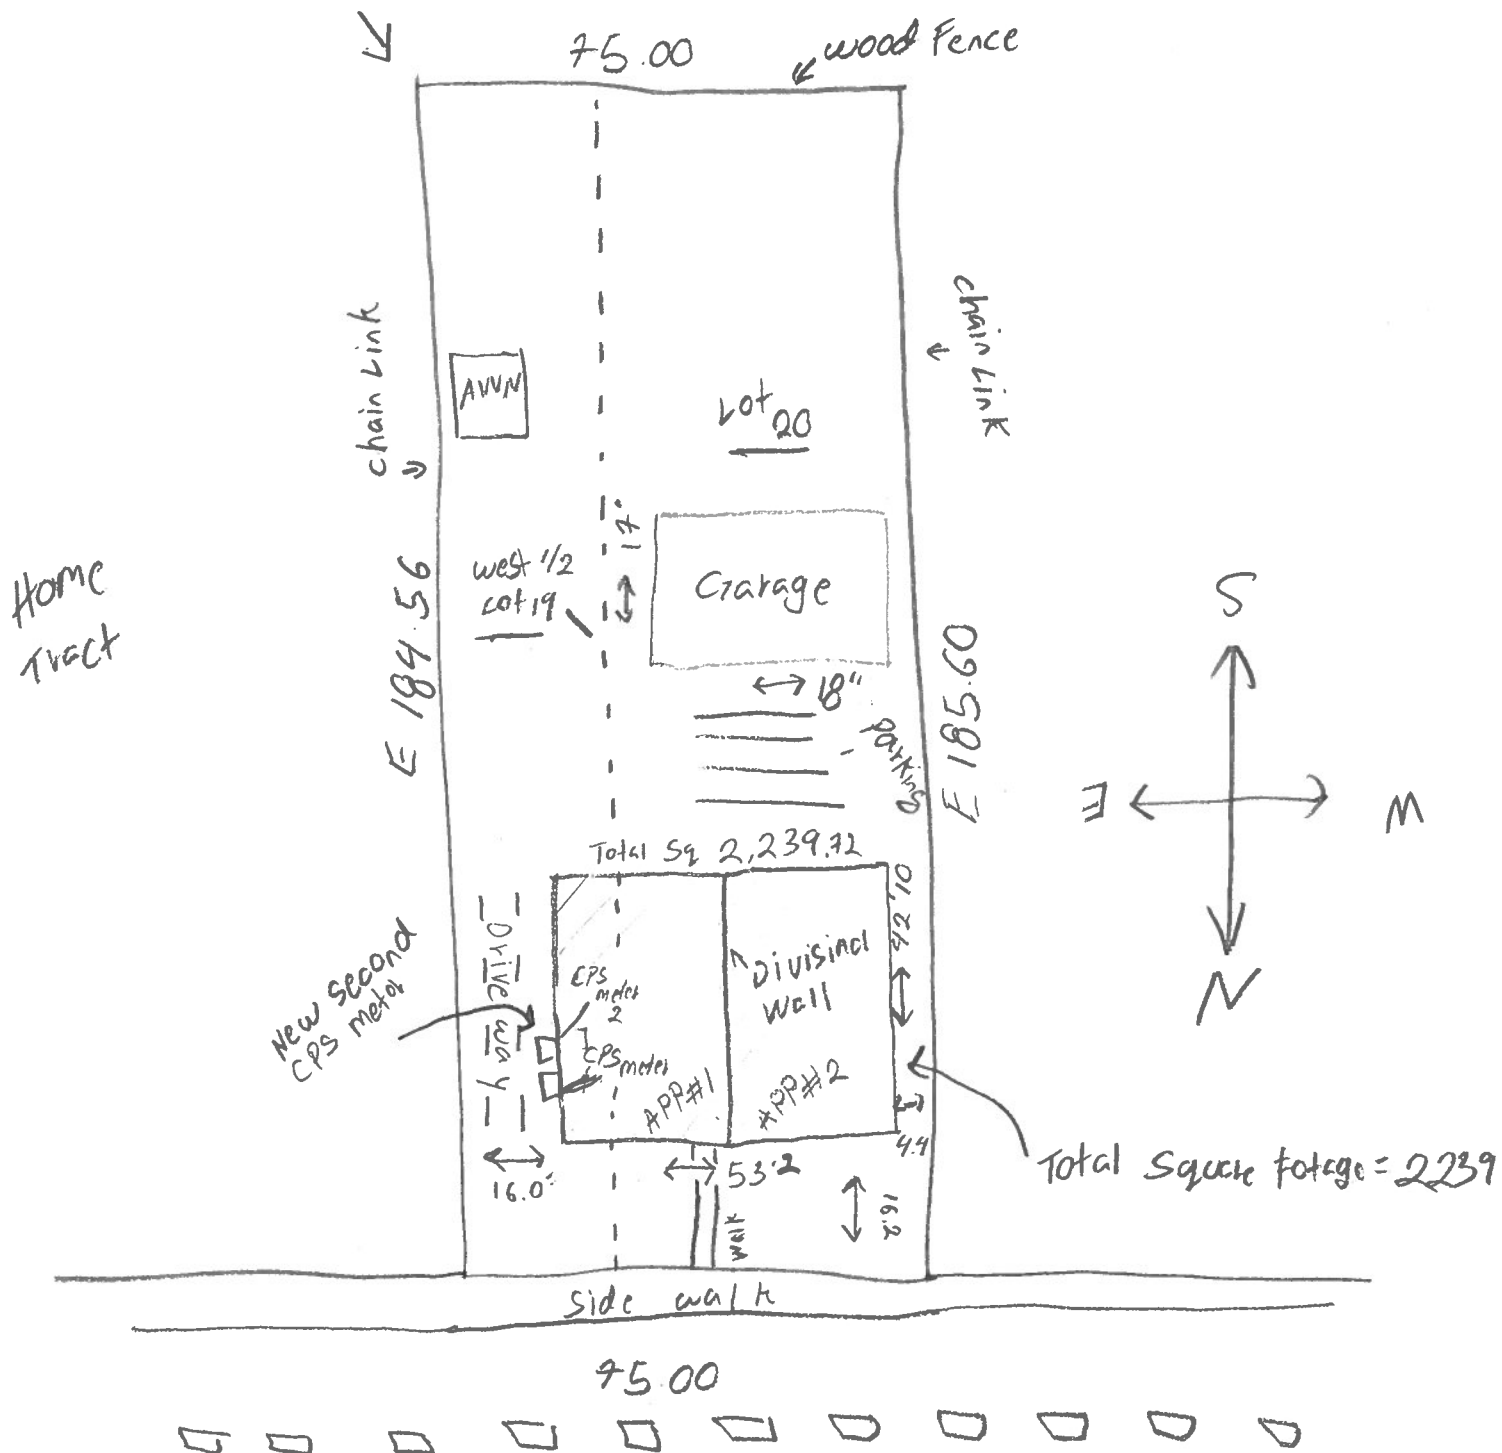 75.00
wood Fence
chain Link
chain Link
AVVN
Lot 20
17'
West 1/2
Lot 19
Garage
Home
Tract
E 184.56
E 185.60
18"
Parking
S
E
W
N
Total Sq 2,239.72
42.10
Drive way
New second
CPS metor
CPS
meter
2
CPS meter
Divisinal
Wall
APP#1
APP#2
4.4
Total Square fotage = 2239
16.0
53.2
Walk
16.2
Side walk
75.00